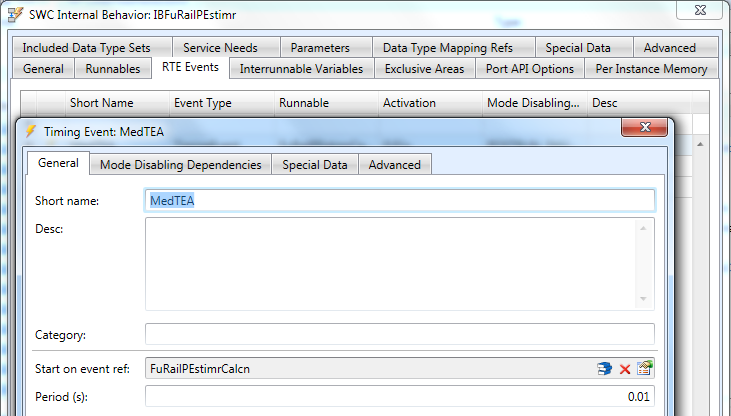 SWC Internal Behavior: IBFuRailPEstimr
Included Data Type Sets Service Needs Parameters Data Type Mapping Refs Special Data Advanced
General Runnables RTE Events Interrunnable Variables Exclusive Areas Port API Options Per Instance Memory
Short Name Event Type Runnable Activation Mode Disabling... Desc
Timing Event: MedTEA
General Mode Disabling Dependencies Special Data Advanced
Short name: MedTEA
Desc:
Category:
Start on event ref: FuRailPEstimrCalcn
Period (s): 0.01